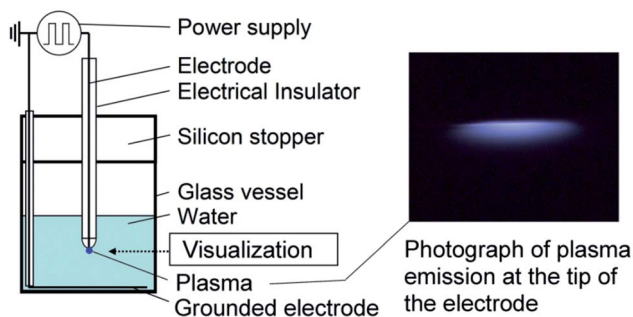 Power supply
Electrode
Electrical Insulator
Silicon stopper
Glass vessel
Water
Visualization
Plasma
Grounded electrode
Photograph of plasma
emission at the tip of
the electrode